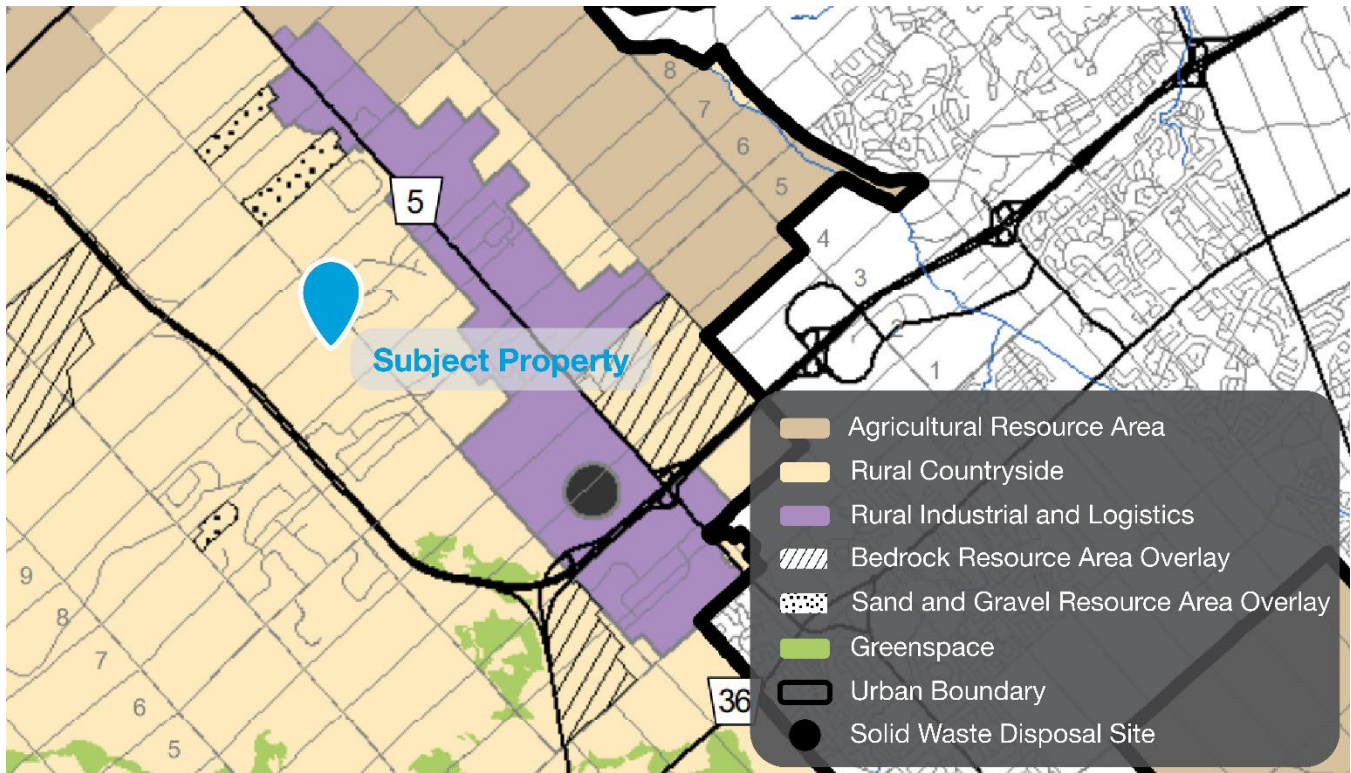 8
7
6
5
5
4
3
1
Subject Property
9
8
7
6
5
36
Agricultural Resource Area
Rural Countryside
Rural Industrial and Logistics
Bedrock Resource Area Overlay
Sand and Gravel Resource Area Overlay
Greenspace
Urban Boundary
Solid Waste Disposal Site